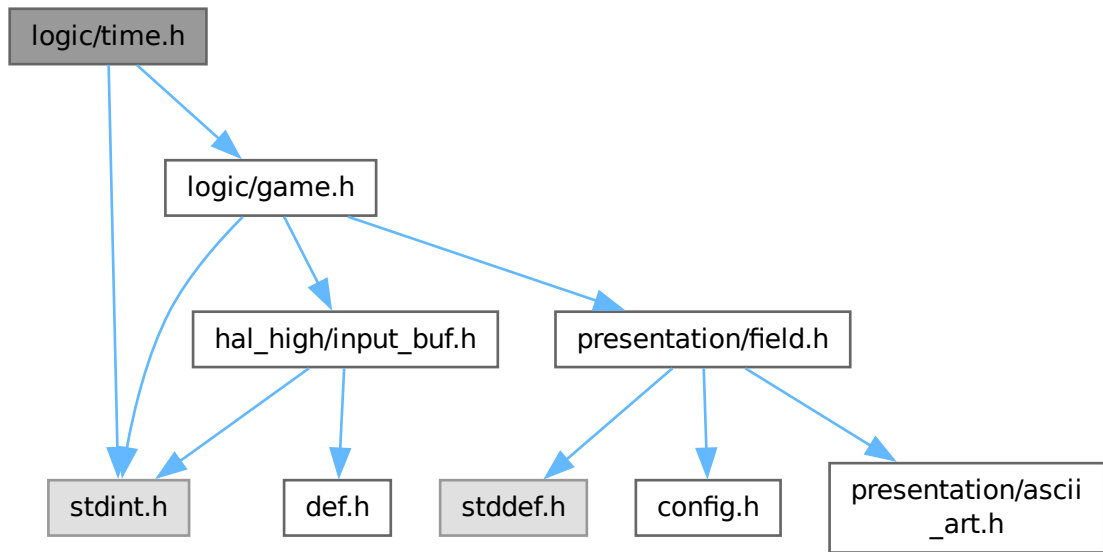 logic/time.h
logic/game.h
hal_high/input_buf.h
presentation/field.h
stdint.h
def.h
stddef.h
config.h
presentation/ascii
_art.h